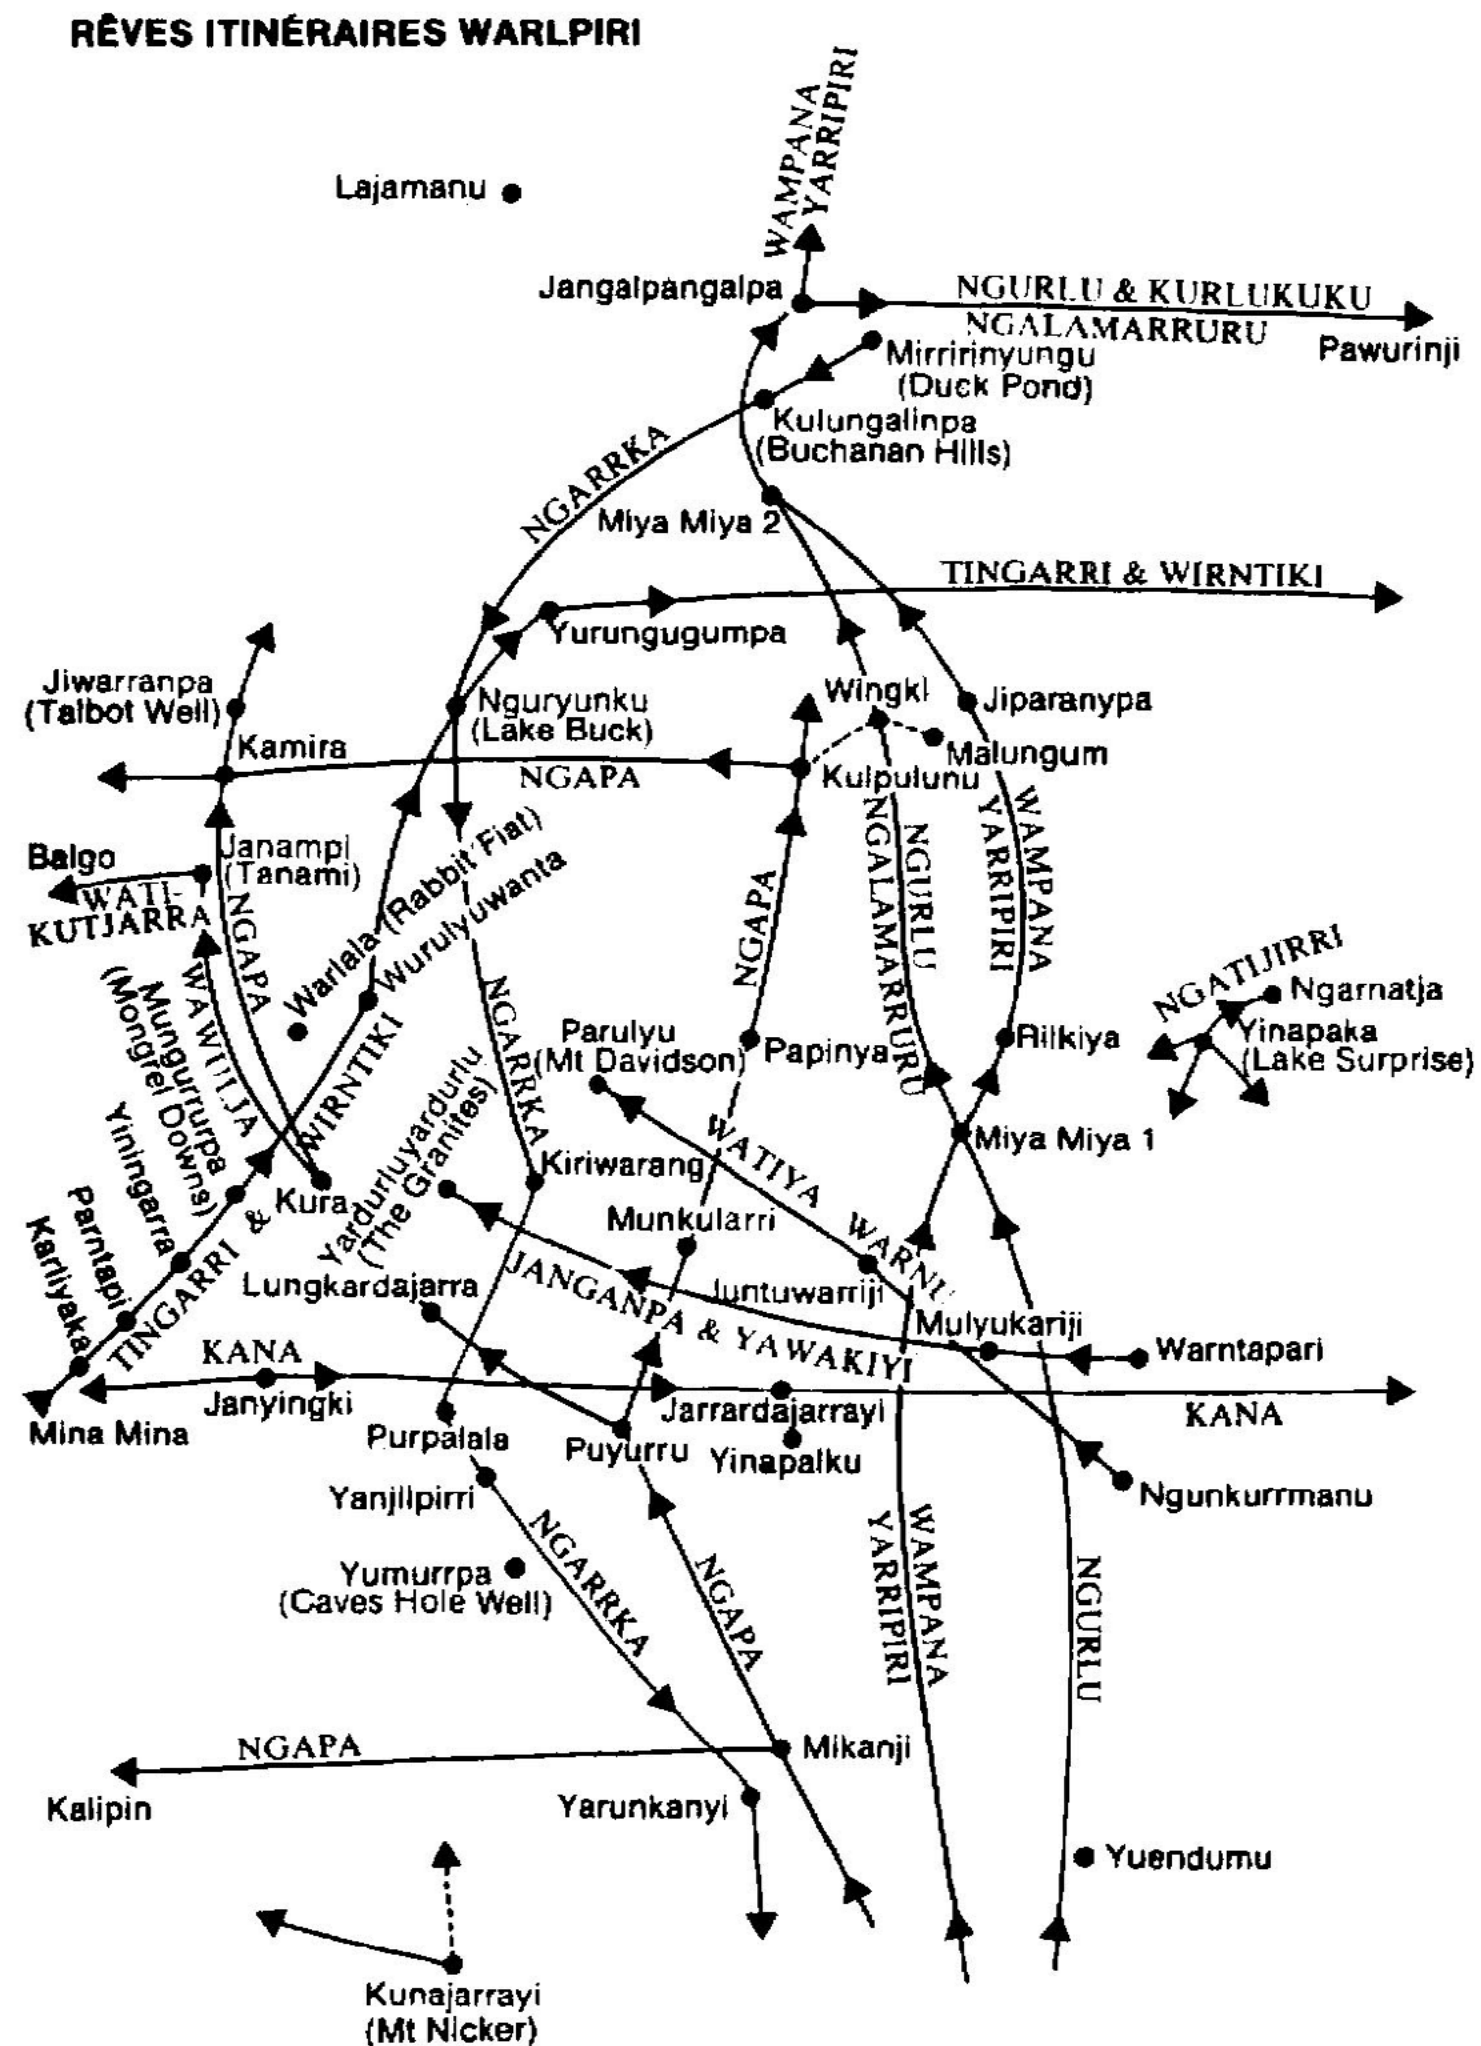 RÊVES ITINÉRAIRES WARLPIRI
WAMPANA
YARRIPIRI
Lajamanu
Jangalpangalpa
NGURLU & KURLUKUKU
NGALAMARRURU
Pawurinji
Mirririnyungu
(Duck Pond)
Kulungalinpa
(Buchanan Hills)
NGARRKA
Miya Miya 2
TINGARRI & WIRNTIKI
Yurungugumpa
Jiwarranpa
(Talbot Well)
Nguryunku
(Lake Buck)
Wingki
Jiparanypa
Malungum
Kamira
NGAPA
Kulpulunu
Balgo
Janampi
(Tanami)
WATI-
KUTJARRA
NGAPA
WAWULJA
Warlala (Rabbit Flat)
Wurulyuwanta
NGARRKA
NGAPA
NGURLU
NGALAMARRURU
WAMPANA
YARRIPIRI
NGATIJIRRI
Ngarnatja
Yinapaka
(Lake Surprise)
Parulyu
(Mt Davidson)
Papinya
Rilkiya
Miya Miya 1
Mungurrurpa
(Mongrel Downs)
Yiningarra
Parntapi
Karliyaka
TINGARRI & WIRNTIKI
Kura
Yardurluyardurlu
(The Granites)
Kiriwarang
WATIYA WARNU
Munkularri
Lungkardajarra
JANGANPA & YAWAKIYI
Juntuwarriji
Mulyukariji
Warntapari
KANA
Janyingki
Mina Mina
Purpalala
Puyurru
Jarrardajarrayi
Yinapalku
KANA
Yanjilpirri
Ngunkurrmanu
Yumurrpa
(Caves Hole Well)
NGARRKA
NGAPA
WAMPANA
YARRIPIRI
NGURLU
NGAPA
Mikanji
Kalipin
Yarunkanyi
Yuendumu
Kunajarrayi
(Mt Nicker)